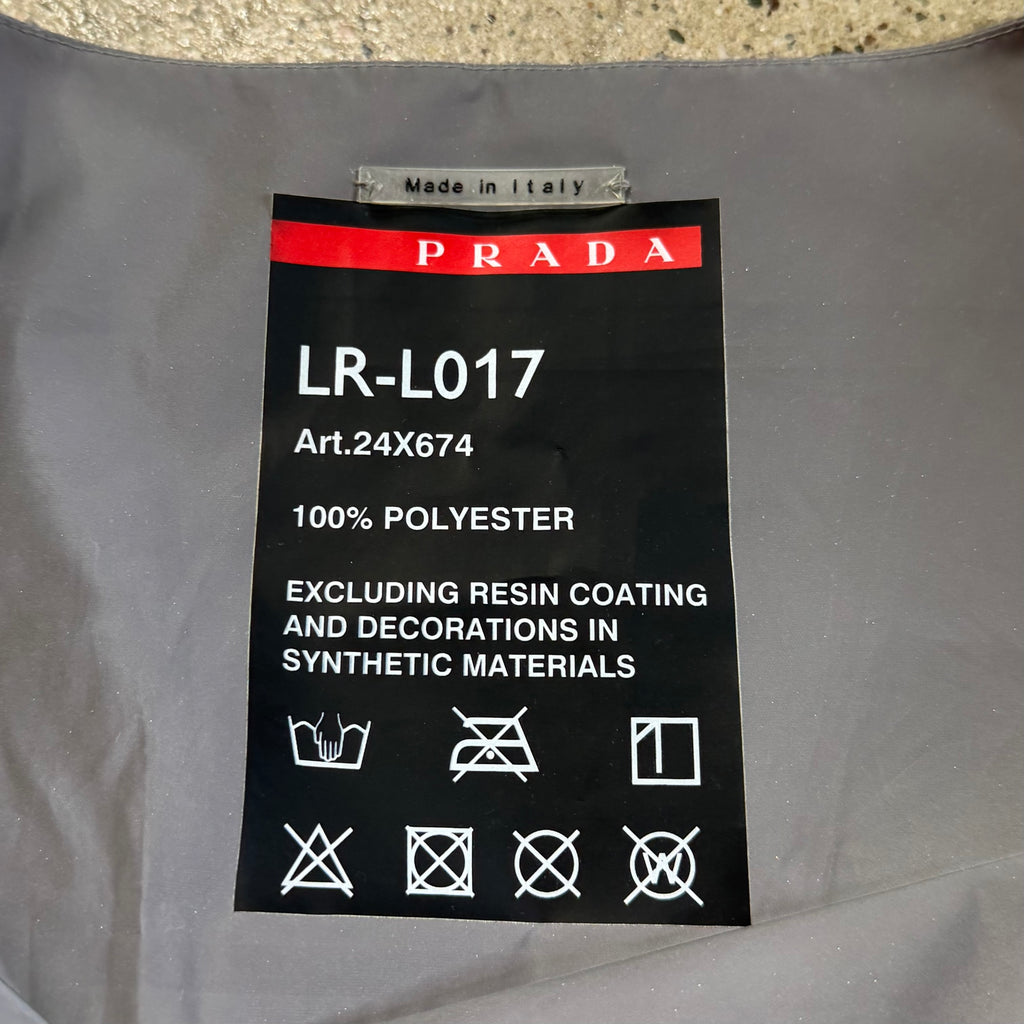 Made in Italy
PRADA
LR-L017
Art.24X674
100% POLYESTER
EXCLUDING RESIN COATING
AND DECORATIONS IN
SYNTHETIC MATERIALS
W